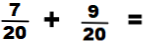 7/20 + 9/20 =